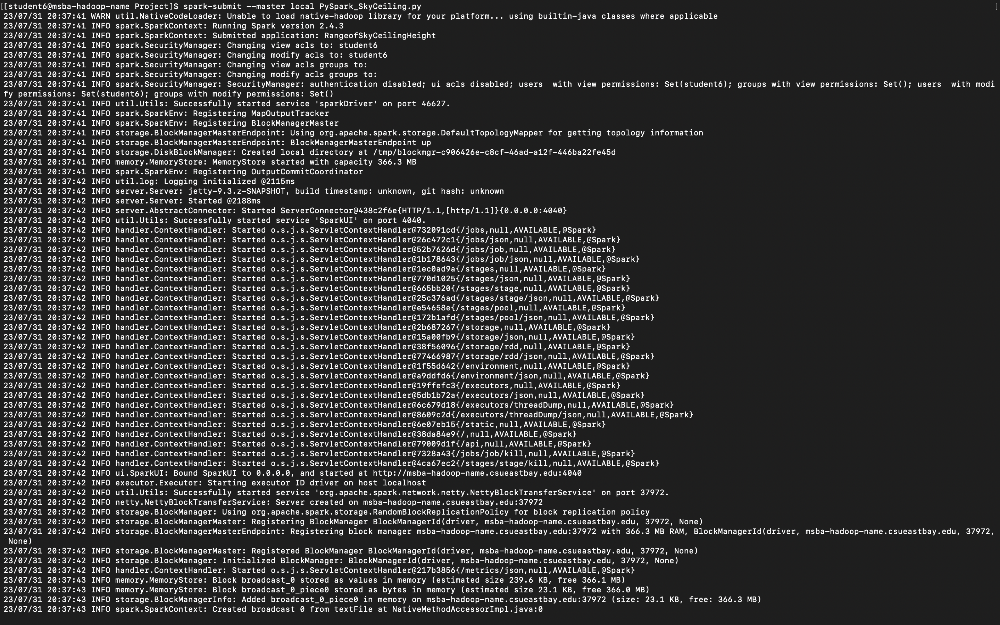 [[student6@msba-hadoop-name Project]$ spark-submit --master local PySpark_SkyCeiling.py ]
23/07/31 20:37:41 WARN util.NativeCodeLoader: Unable to load native-hadoop library for your platform... using builtin-java classes where applicable
23/07/31 20:37:41 INFO spark.SparkContext: Running Spark version 2.4.3
23/07/31 20:37:41 INFO spark.SparkContext: Submitted application: RangeofSkyCeilingHeight
23/07/31 20:37:41 INFO spark.SecurityManager: Changing view acls to: student6
23/07/31 20:37:41 INFO spark.SecurityManager: Changing modify acls to: student6
23/07/31 20:37:41 INFO spark.SecurityManager: Changing view acls groups to:
23/07/31 20:37:41 INFO spark.SecurityManager: Changing modify acls groups to:
23/07/31 20:37:41 INFO spark.SecurityManager: SecurityManager: authentication disabled; ui acls disabled; users  with view permissions: Set(student6); groups with view permissions: Set(); users  with modi
fy permissions: Set(student6); groups with modify permissions: Set()
23/07/31 20:37:41 INFO util.Utils: Successfully started service 'sparkDriver' on port 46627.
23/07/31 20:37:41 INFO spark.SparkEnv: Registering MapOutputTracker
23/07/31 20:37:41 INFO spark.SparkEnv: Registering BlockManagerMaster
23/07/31 20:37:41 INFO storage.BlockManagerMasterEndpoint: Using org.apache.spark.storage.DefaultTopologyMapper for getting topology information
23/07/31 20:37:41 INFO storage.BlockManagerMasterEndpoint: BlockManagerMasterEndpoint up
23/07/31 20:37:41 INFO storage.DiskBlockManager: Created local directory at /tmp/blockmgr-c906426e-c8cf-46ad-a12f-446ba22fe45d
23/07/31 20:37:41 INFO memory.MemoryStore: MemoryStore started with capacity 366.3 MB
23/07/31 20:37:41 INFO spark.SparkEnv: Registering OutputCommitCoordinator
23/07/31 20:37:42 INFO util.log: Logging initialized @2115ms
23/07/31 20:37:42 INFO server.Server: jetty-9.3.z-SNAPSHOT, build timestamp: unknown, git hash: unknown
23/07/31 20:37:42 INFO server.Server: Started @2188ms
23/07/31 20:37:42 INFO server.AbstractConnector: Started ServerConnector@438c2f6e{HTTP/1.1,[http/1.1]}{0.0.0.0:4040}
23/07/31 20:37:42 INFO util.Utils: Successfully started service 'SparkUI' on port 4040.
23/07/31 20:37:42 INFO handler.ContextHandler: Started o.s.j.s.ServletContextHandler@732091cd{/jobs,null,AVAILABLE,@Spark}
23/07/31 20:37:42 INFO handler.ContextHandler: Started o.s.j.s.ServletContextHandler@26c472c1{/jobs/json,null,AVAILABLE,@Spark}
23/07/31 20:37:42 INFO handler.ContextHandler: Started o.s.j.s.ServletContextHandler@52b7626d{/jobs/job,null,AVAILABLE,@Spark}
23/07/31 20:37:42 INFO handler.ContextHandler: Started o.s.j.s.ServletContextHandler@1b178643{/jobs/job/json,null,AVAILABLE,@Spark}
23/07/31 20:37:42 INFO handler.ContextHandler: Started o.s.j.s.ServletContextHandler@1ec0ad9a{/stages,null,AVAILABLE,@Spark}
23/07/31 20:37:42 INFO handler.ContextHandler: Started o.s.j.s.ServletContextHandler@770d1025{/stages/json,null,AVAILABLE,@Spark}
23/07/31 20:37:42 INFO handler.ContextHandler: Started o.s.j.s.ServletContextHandler@665bb20{/stages/stage,null,AVAILABLE,@Spark}
23/07/31 20:37:42 INFO handler.ContextHandler: Started o.s.j.s.ServletContextHandler@25c376ad{/stages/stage/json,null,AVAILABLE,@Spark}
23/07/31 20:37:42 INFO handler.ContextHandler: Started o.s.j.s.ServletContextHandler@e54658e{/stages/pool,null,AVAILABLE,@Spark}
23/07/31 20:37:42 INFO handler.ContextHandler: Started o.s.j.s.ServletContextHandler@172b1afd{/stages/pool/json,null,AVAILABLE,@Spark}
23/07/31 20:37:42 INFO handler.ContextHandler: Started o.s.j.s.ServletContextHandler@2b687267{/storage,null,AVAILABLE,@Spark}
23/07/31 20:37:42 INFO handler.ContextHandler: Started o.s.j.s.ServletContextHandler@15a00fb9{/storage/json,null,AVAILABLE,@Spark}
23/07/31 20:37:42 INFO handler.ContextHandler: Started o.s.j.s.ServletContextHandler@38f56096{/storage/rdd,null,AVAILABLE,@Spark}
23/07/31 20:37:42 INFO handler.ContextHandler: Started o.s.j.s.ServletContextHandler@77466987{/storage/rdd/json,null,AVAILABLE,@Spark}
23/07/31 20:37:42 INFO handler.ContextHandler: Started o.s.j.s.ServletContextHandler@1f55d642{/environment,null,AVAILABLE,@Spark}
23/07/31 20:37:42 INFO handler.ContextHandler: Started o.s.j.s.ServletContextHandler@a9ddfd6{/environment/json,null,AVAILABLE,@Spark}
23/07/31 20:37:42 INFO handler.ContextHandler: Started o.s.j.s.ServletContextHandler@19ffefc3{/executors,null,AVAILABLE,@Spark}
23/07/31 20:37:42 INFO handler.ContextHandler: Started o.s.j.s.ServletContextHandler@5db1b72a{/executors/json,null,AVAILABLE,@Spark}
23/07/31 20:37:42 INFO handler.ContextHandler: Started o.s.j.s.ServletContextHandler@6c679d18{/executors/threadDump,null,AVAILABLE,@Spark}
23/07/31 20:37:42 INFO handler.ContextHandler: Started o.s.j.s.ServletContextHandler@8609c2d{/executors/threadDump/json,null,AVAILABLE,@Spark}
23/07/31 20:37:42 INFO handler.ContextHandler: Started o.s.j.s.ServletContextHandler@6e07eb15{/static,null,AVAILABLE,@Spark}
23/07/31 20:37:42 INFO handler.ContextHandler: Started o.s.j.s.ServletContextHandler@38da84e9{/,null,AVAILABLE,@Spark}
23/07/31 20:37:42 INFO handler.ContextHandler: Started o.s.j.s.ServletContextHandler@79009d1f{/api,null,AVAILABLE,@Spark}
23/07/31 20:37:42 INFO handler.ContextHandler: Started o.s.j.s.ServletContextHandler@7328a43{/jobs/job/kill,null,AVAILABLE,@Spark}
23/07/31 20:37:42 INFO handler.ContextHandler: Started o.s.j.s.ServletContextHandler@4ca67ec2{/stages/stage/kill,null,AVAILABLE,@Spark}
23/07/31 20:37:42 INFO ui.SparkUI: Bound SparkUI to 0.0.0.0, and started at http://msba-hadoop-name.csueastbay.edu:4040
23/07/31 20:37:42 INFO executor.Executor: Starting executor ID driver on host localhost
23/07/31 20:37:42 INFO util.Utils: Successfully started service 'org.apache.spark.network.netty.NettyBlockTransferService' on port 37972.
23/07/31 20:37:42 INFO netty.NettyBlockTransferService: Server created on msba-hadoop-name.csueastbay.edu:37972
23/07/31 20:37:42 INFO storage.BlockManager: Using org.apache.spark.storage.RandomBlockReplicationPolicy for block replication policy
23/07/31 20:37:42 INFO storage.BlockManagerMaster: Registering BlockManager BlockManagerId(driver, msba-hadoop-name.csueastbay.edu, 37972, None)
23/07/31 20:37:42 INFO storage.BlockManagerMasterEndpoint: Registering block manager msba-hadoop-name.csueastbay.edu:37972 with 366.3 MB RAM, BlockManagerId(driver, msba-hadoop-name.csueastbay.edu, 37972,
 None)
23/07/31 20:37:42 INFO storage.BlockManagerMaster: Registered BlockManager BlockManagerId(driver, msba-hadoop-name.csueastbay.edu, 37972, None)
23/07/31 20:37:42 INFO storage.BlockManager: Initialized BlockManager: BlockManagerId(driver, msba-hadoop-name.csueastbay.edu, 37972, None)
23/07/31 20:37:42 INFO handler.ContextHandler: Started o.s.j.s.ServletContextHandler@217b3856{/metrics/json,null,AVAILABLE,@Spark}
23/07/31 20:37:43 INFO memory.MemoryStore: Block broadcast_0 stored as values in memory (estimated size 239.6 KB, free 366.1 MB)
23/07/31 20:37:43 INFO memory.MemoryStore: Block broadcast_0_piece0 stored as bytes in memory (estimated size 23.1 KB, free 366.0 MB)
23/07/31 20:37:43 INFO storage.BlockManagerInfo: Added broadcast_0_piece0 in memory on msba-hadoop-name.csueastbay.edu:37972 (size: 23.1 KB, free: 366.3 MB)
23/07/31 20:37:43 INFO spark.SparkContext: Created broadcast 0 from textFile at NativeMethodAccessorImpl.java:0